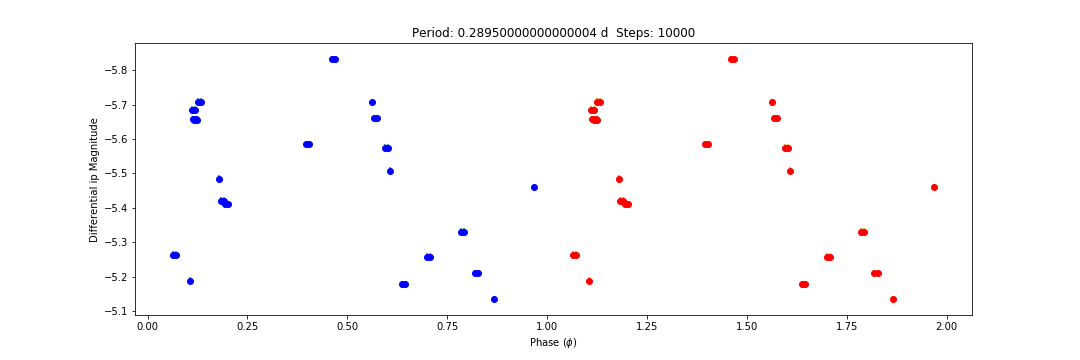 Period: 0.28950000000000004 d  Steps: 10000
Differential ip Magnitude
−5.8
−5.7
−5.6
−5.5
−5.4
−5.3
−5.2
−5.1
0.00 0.25 0.50 0.75 1.00 1.25 1.50 1.75 2.00
Phase (ϕ)